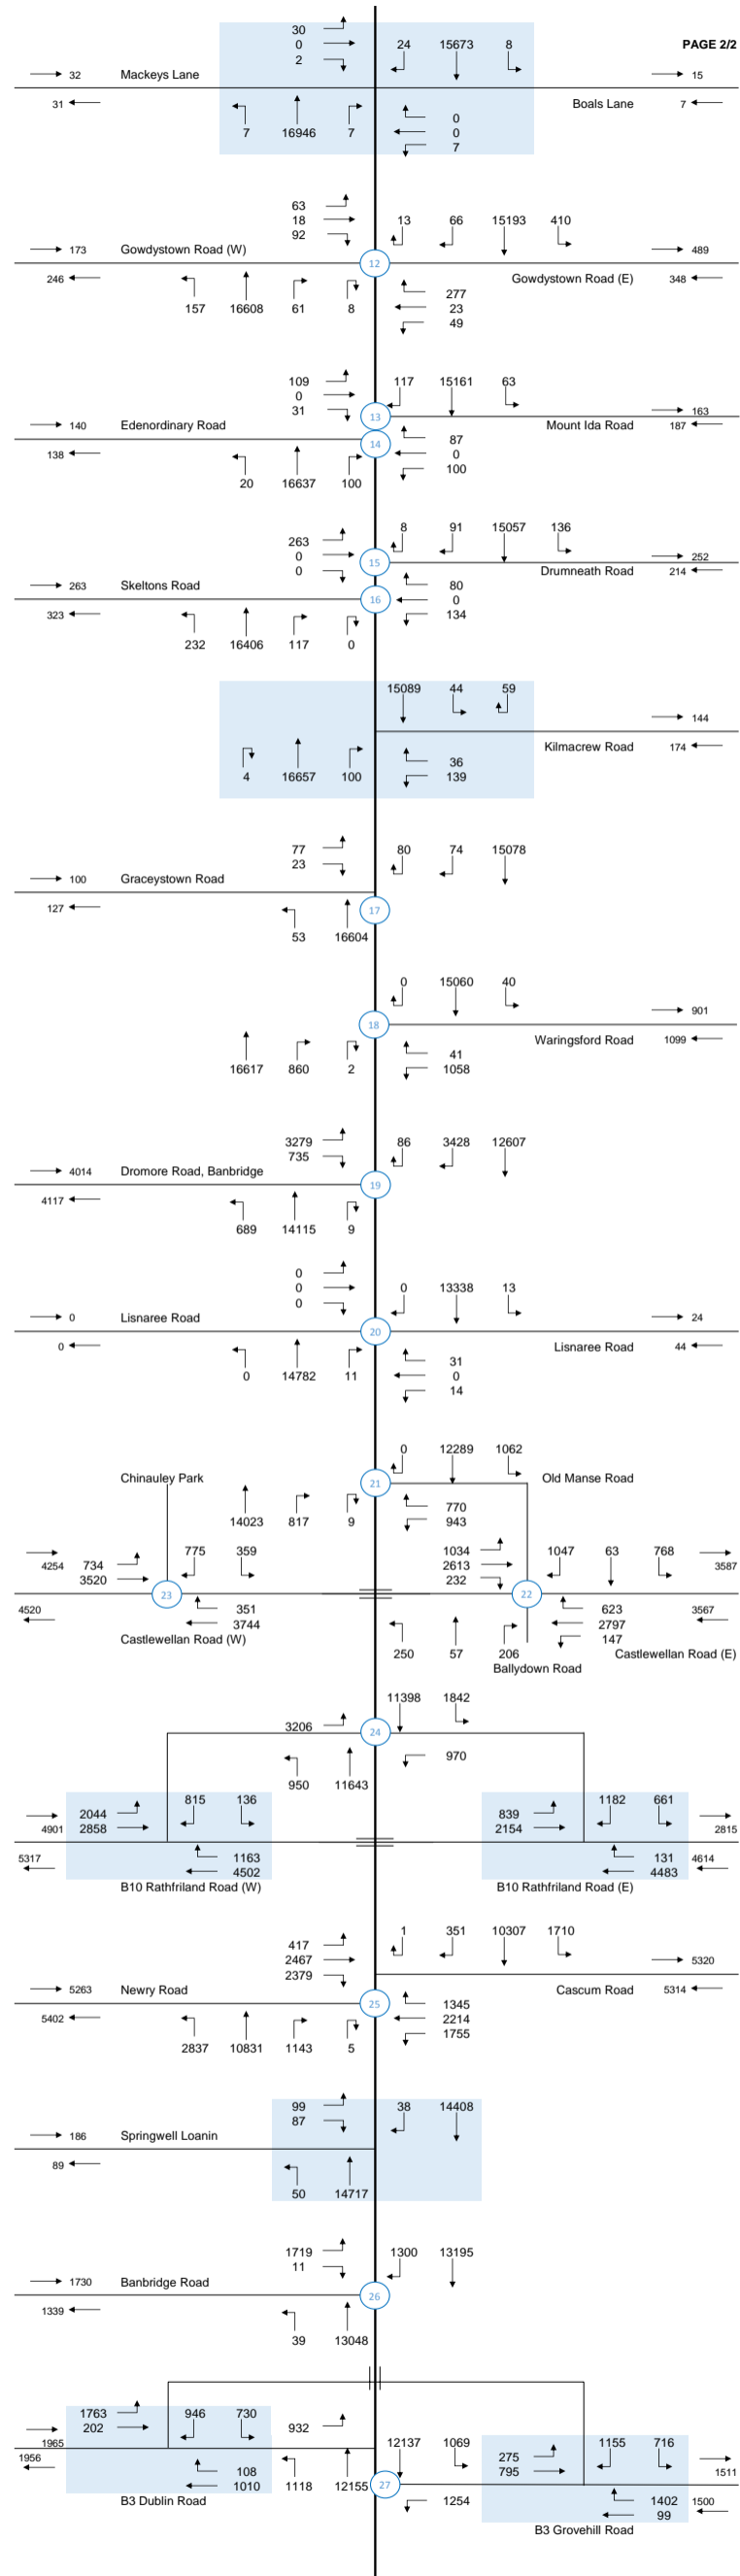 30
0
24 15673 8 PAGE 2/2
2
32 Mackeys Lane 15
31 Boals Lane 7
7 16946 7 0
0
7
63
18 13 66 15193 410
92
173 Gowdystown Road (W) 489
12
246 Gowdystown Road (E) 348
157 16608 61 8 277
23
49
109 117 15161 63
0
31
13 163
140 Edenordinary Road Mount Ida Road 187
14 87
138 0
20 16637 100 100
263 8 91 15057 136
0
0
15 252
Drumneath Road 214
263 Skeltons Road 80
16 0
323 134
232 16406 117 0
15089 44 59
144
Kilmacrew Road 174
4 16657 100 36
139
77 80 74 15078
23
100 Graceystown Road
127 17
53 16604
0 15060 40
901
18
Waringsford Road 1099
16617 860 2 41
1058
3279 86 3428 12607
735
4014 Dromore Road, Banbridge
19
4117
689 14115 9
0
0 0 13338 13
0
0 Lisnaree Road 24
20
0 Lisnaree Road 44
0 14782 11 31
0
14
0 12289 1062
Chinauley Park 21 Old Manse Road
14023 817 9 770
943
4254 734 775 359 1034 1047 63 768 3587
3520 2613
232
23 22
4520 351 623 3567
3744 2797
147
Castlewellan Road (W) 250 57 206 Castlewellan Road (E)
Ballydown Road
11398 1842
3206 24
950 11643 970
2044 815 136 839 1182 661
4901 2858 2154 2815
5317 1163 131 4614
4502 4483
B10 Rathfriland Road (W) B10 Rathfriland Road (E)
417 1 351 10307 1710
2467
2379
5320
5263 Newry Road Cascum Road 5314
25 1345
5402 2214
2837 10831 1143 5 1755
99 38 14408
87
186 Springwell Loanin
89
50 14717
1719 1300 13195
11
1730 Banbridge Road
26
1339
39 13048
1763 946 730 932
202
1965 12137 1069 275 1155 716
1956 795 1511
108 27
1010 1118 12155 1254 1402 1500
B3 Dublin Road 99
B3 Grovehill Road